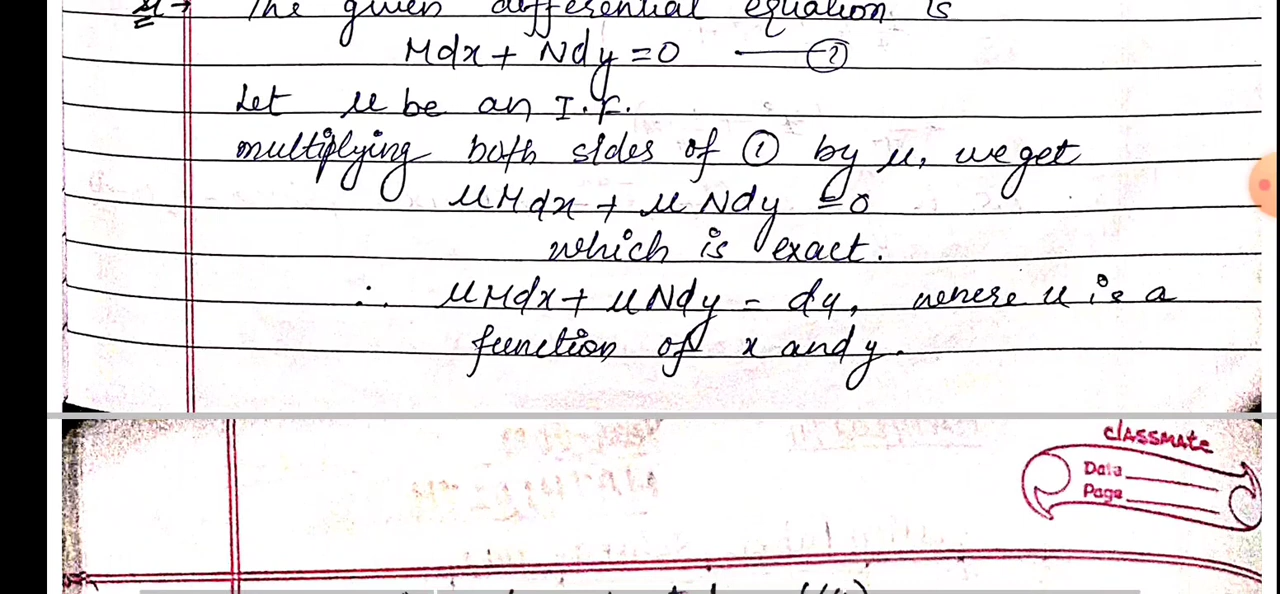 The given differential equation is
Mdx + Ndy = 0 —— ②
Let μ be an I.F.
multiplying both sides of ① by μ, we get
μMdx + μNdy = 0
which is exact.
∴ μMdx + μNdy = du, where u is a
function of x and y.
classmate
Date
Page